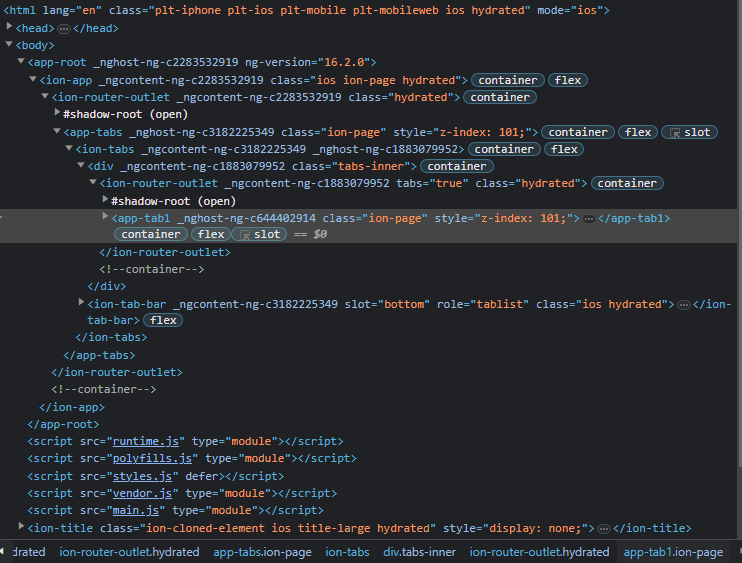 <html lang="en" class="plt-iphone plt-ios plt-mobile plt-mobileweb ios hydrated" mode="ios">
<head>…</head>
<body>
<app-root _nghost-ng-c2283532919 ng-version="16.2.0">
<ion-app _ngcontent-ng-c2283532919 class="ios ion-page hydrated"> container flex
<ion-router-outlet _ngcontent-ng-c2283532919 class="hydrated"> container
#shadow-root (open)
<app-tabs _nghost-ng-c3182225349 class="ion-page" style="z-index: 101;"> container flex slot
<ion-tabs _ngcontent-ng-c3182225349 _nghost-ng-c1883079952> container flex
<div _ngcontent-ng-c1883079952 class="tabs-inner"> container
<ion-router-outlet _ngcontent-ng-c1883079952 tabs="true" class="hydrated"> container
#shadow-root (open)
<app-tab1 _nghost-ng-c644402914 class="ion-page" style="z-index: 101;">…</app-tab1>
container flex slot == $0
</ion-router-outlet>
<!--container-->
</div>
<ion-tab-bar _ngcontent-ng-c3182225349 slot="bottom" role="tablist" class="ios hydrated">…</ion-
tab-bar> flex
</ion-tabs>
</app-tabs>
</ion-router-outlet>
<!--container-->
</ion-app>
</app-root>
<script src="runtime.js" type="module"></script>
<script src="polyfills.js" type="module"></script>
<script src="styles.js" defer></script>
<script src="vendor.js" type="module"></script>
<script src="main.js" type="module"></script>
<ion-title class="ion-cloned-element ios title-large hydrated" style="display: none;">…</ion-title>
drated ion-router-outlet.hydrated app-tabs.ion-page ion-tabs div.tabs-inner ion-router-outlet.hydrated app-tab1.ion-page